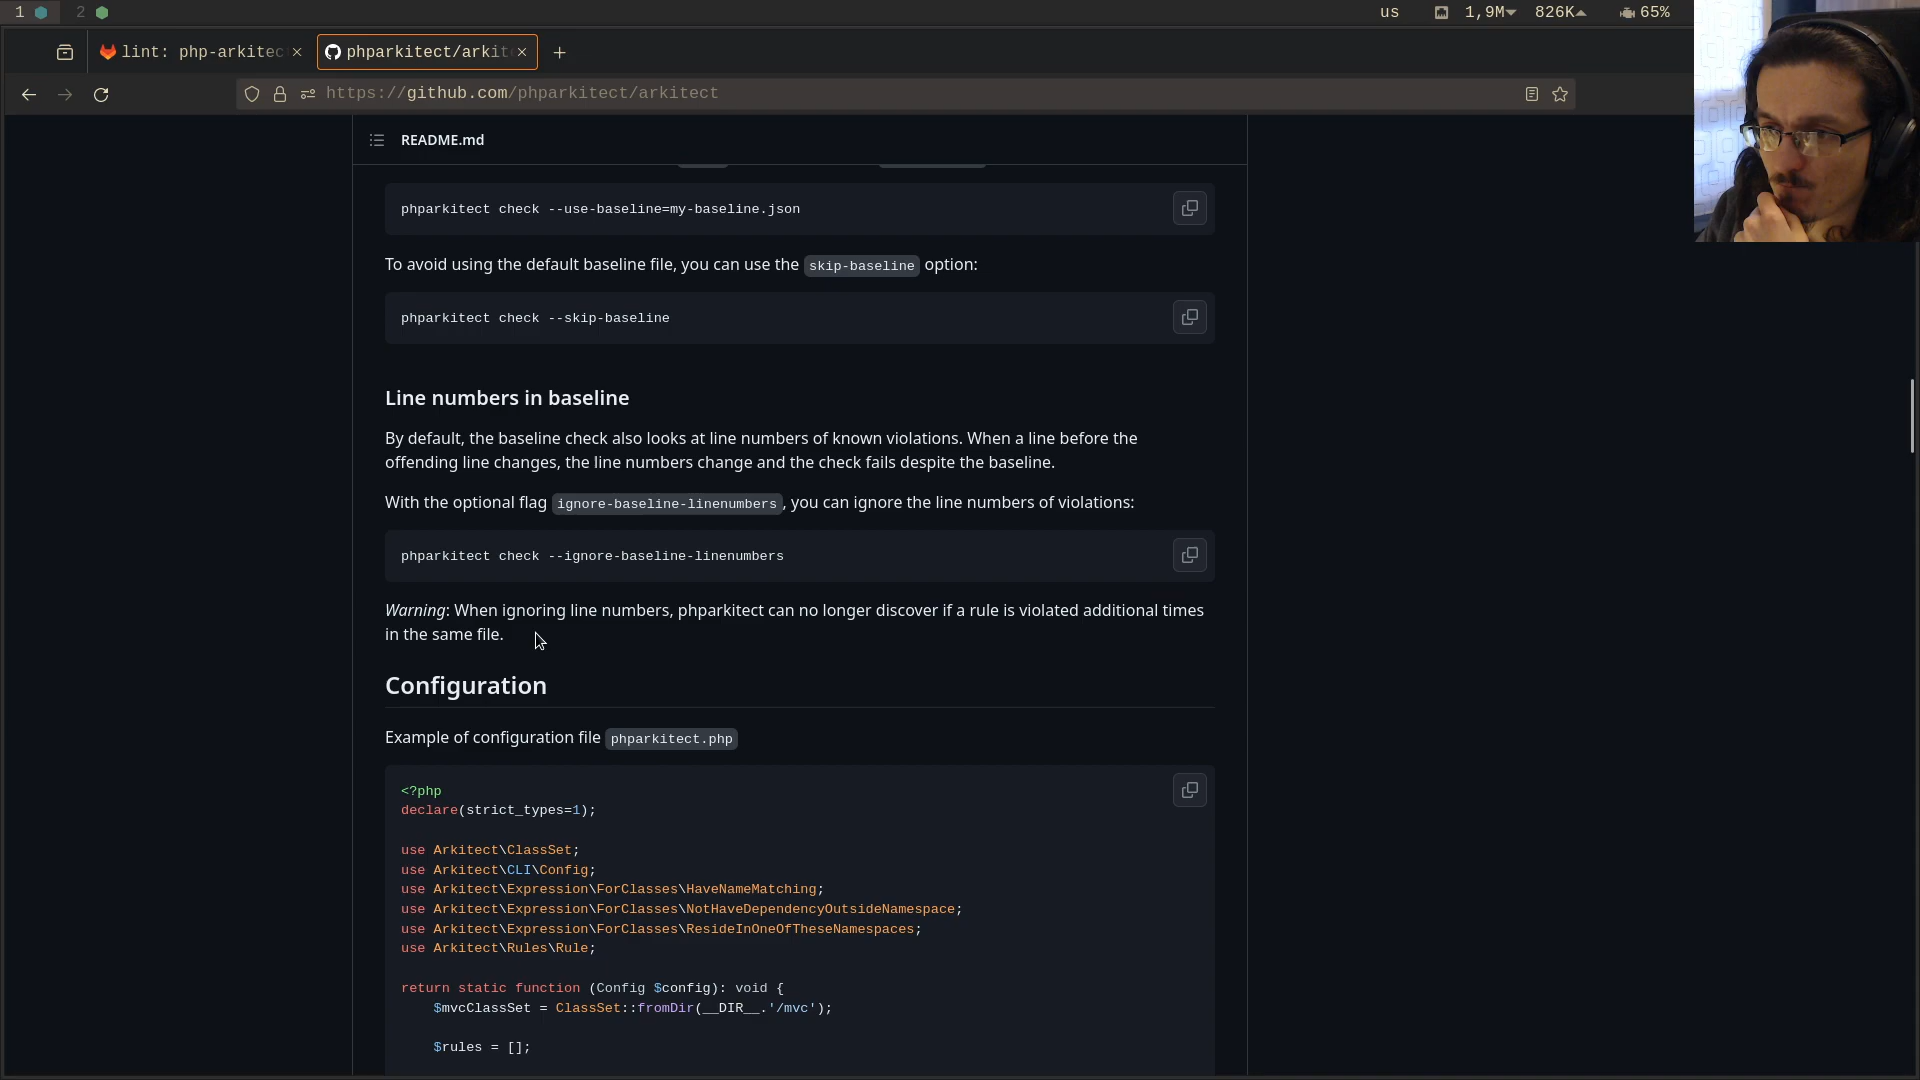 1 2 us 1,9M 826K 65%
lint: php-arkitec phparkitect/arkit
https://github.com/phparkitect/arkitect
README.md
phparkitect check --use-baseline=my-baseline.json
To avoid using the default baseline file, you can use the skip-baseline option:
phparkitect check --skip-baseline
Line numbers in baseline
By default, the baseline check also looks at line numbers of known violations. When a line before the
offending line changes, the line numbers change and the check fails despite the baseline.
With the optional flag ignore-baseline-linenumbers, you can ignore the line numbers of violations:
phparkitect check --ignore-baseline-linenumbers
Warning: When ignoring line numbers, phparkitect can no longer discover if a rule is violated additional times
in the same file.
Configuration
Example of configuration file phparkitect.php
<?php
declare(strict_types=1);
use Arkitect\ClassSet;
use Arkitect\CLI\Config;
use Arkitect\Expression\ForClasses\HaveNameMatching;
use Arkitect\Expression\ForClasses\NotHaveDependencyOutsideNamespace;
use Arkitect\Expression\ForClasses\ResideInOneOfTheseNamespaces;
use Arkitect\Rules\Rule;
return static function (Config $config): void {
$mvcClassSet = ClassSet::fromDir(__DIR__.'/mvc');
$rules = [];